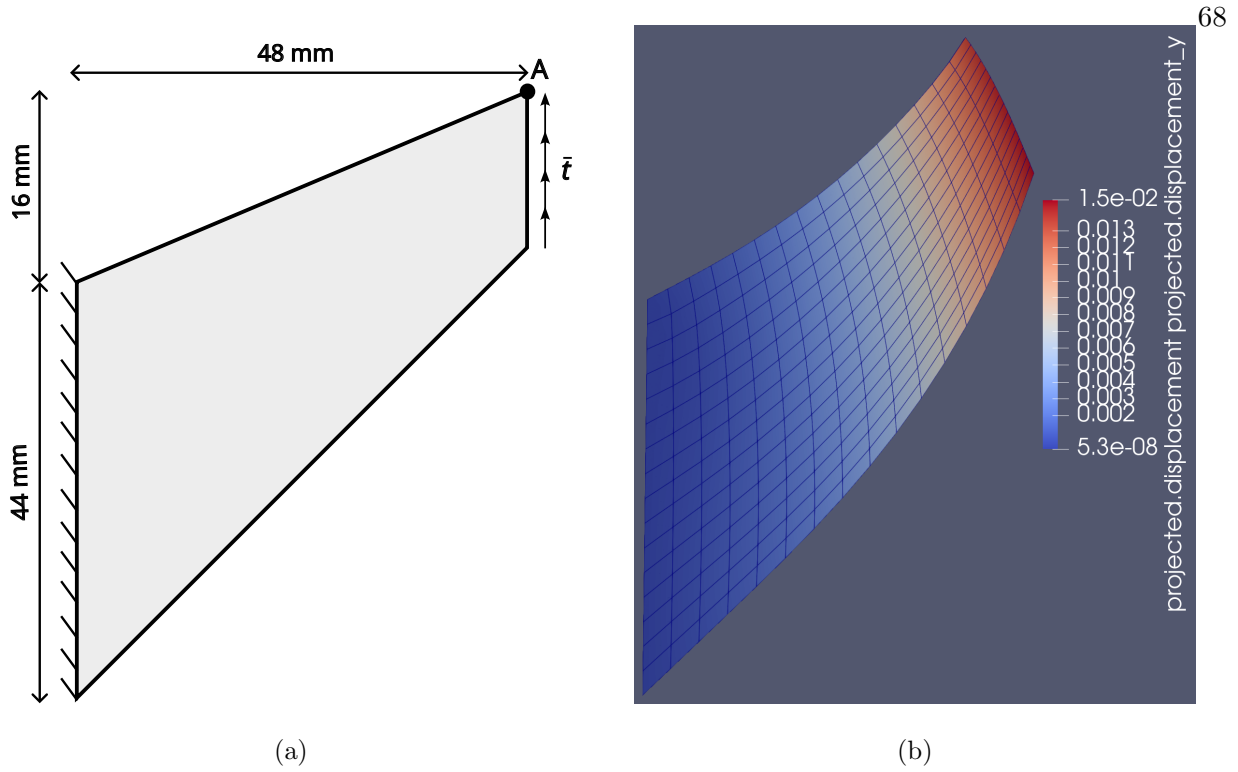 68
48 mm
A
16 mm
t̄
44 mm
1.5e-02
0.013
0.012
0.011
0.01
0.009
0.008
0.007
0.006
0.005
0.004
0.003
0.002
5.3e-08
projected.displacement projected.displacement_y
(a)
(b)